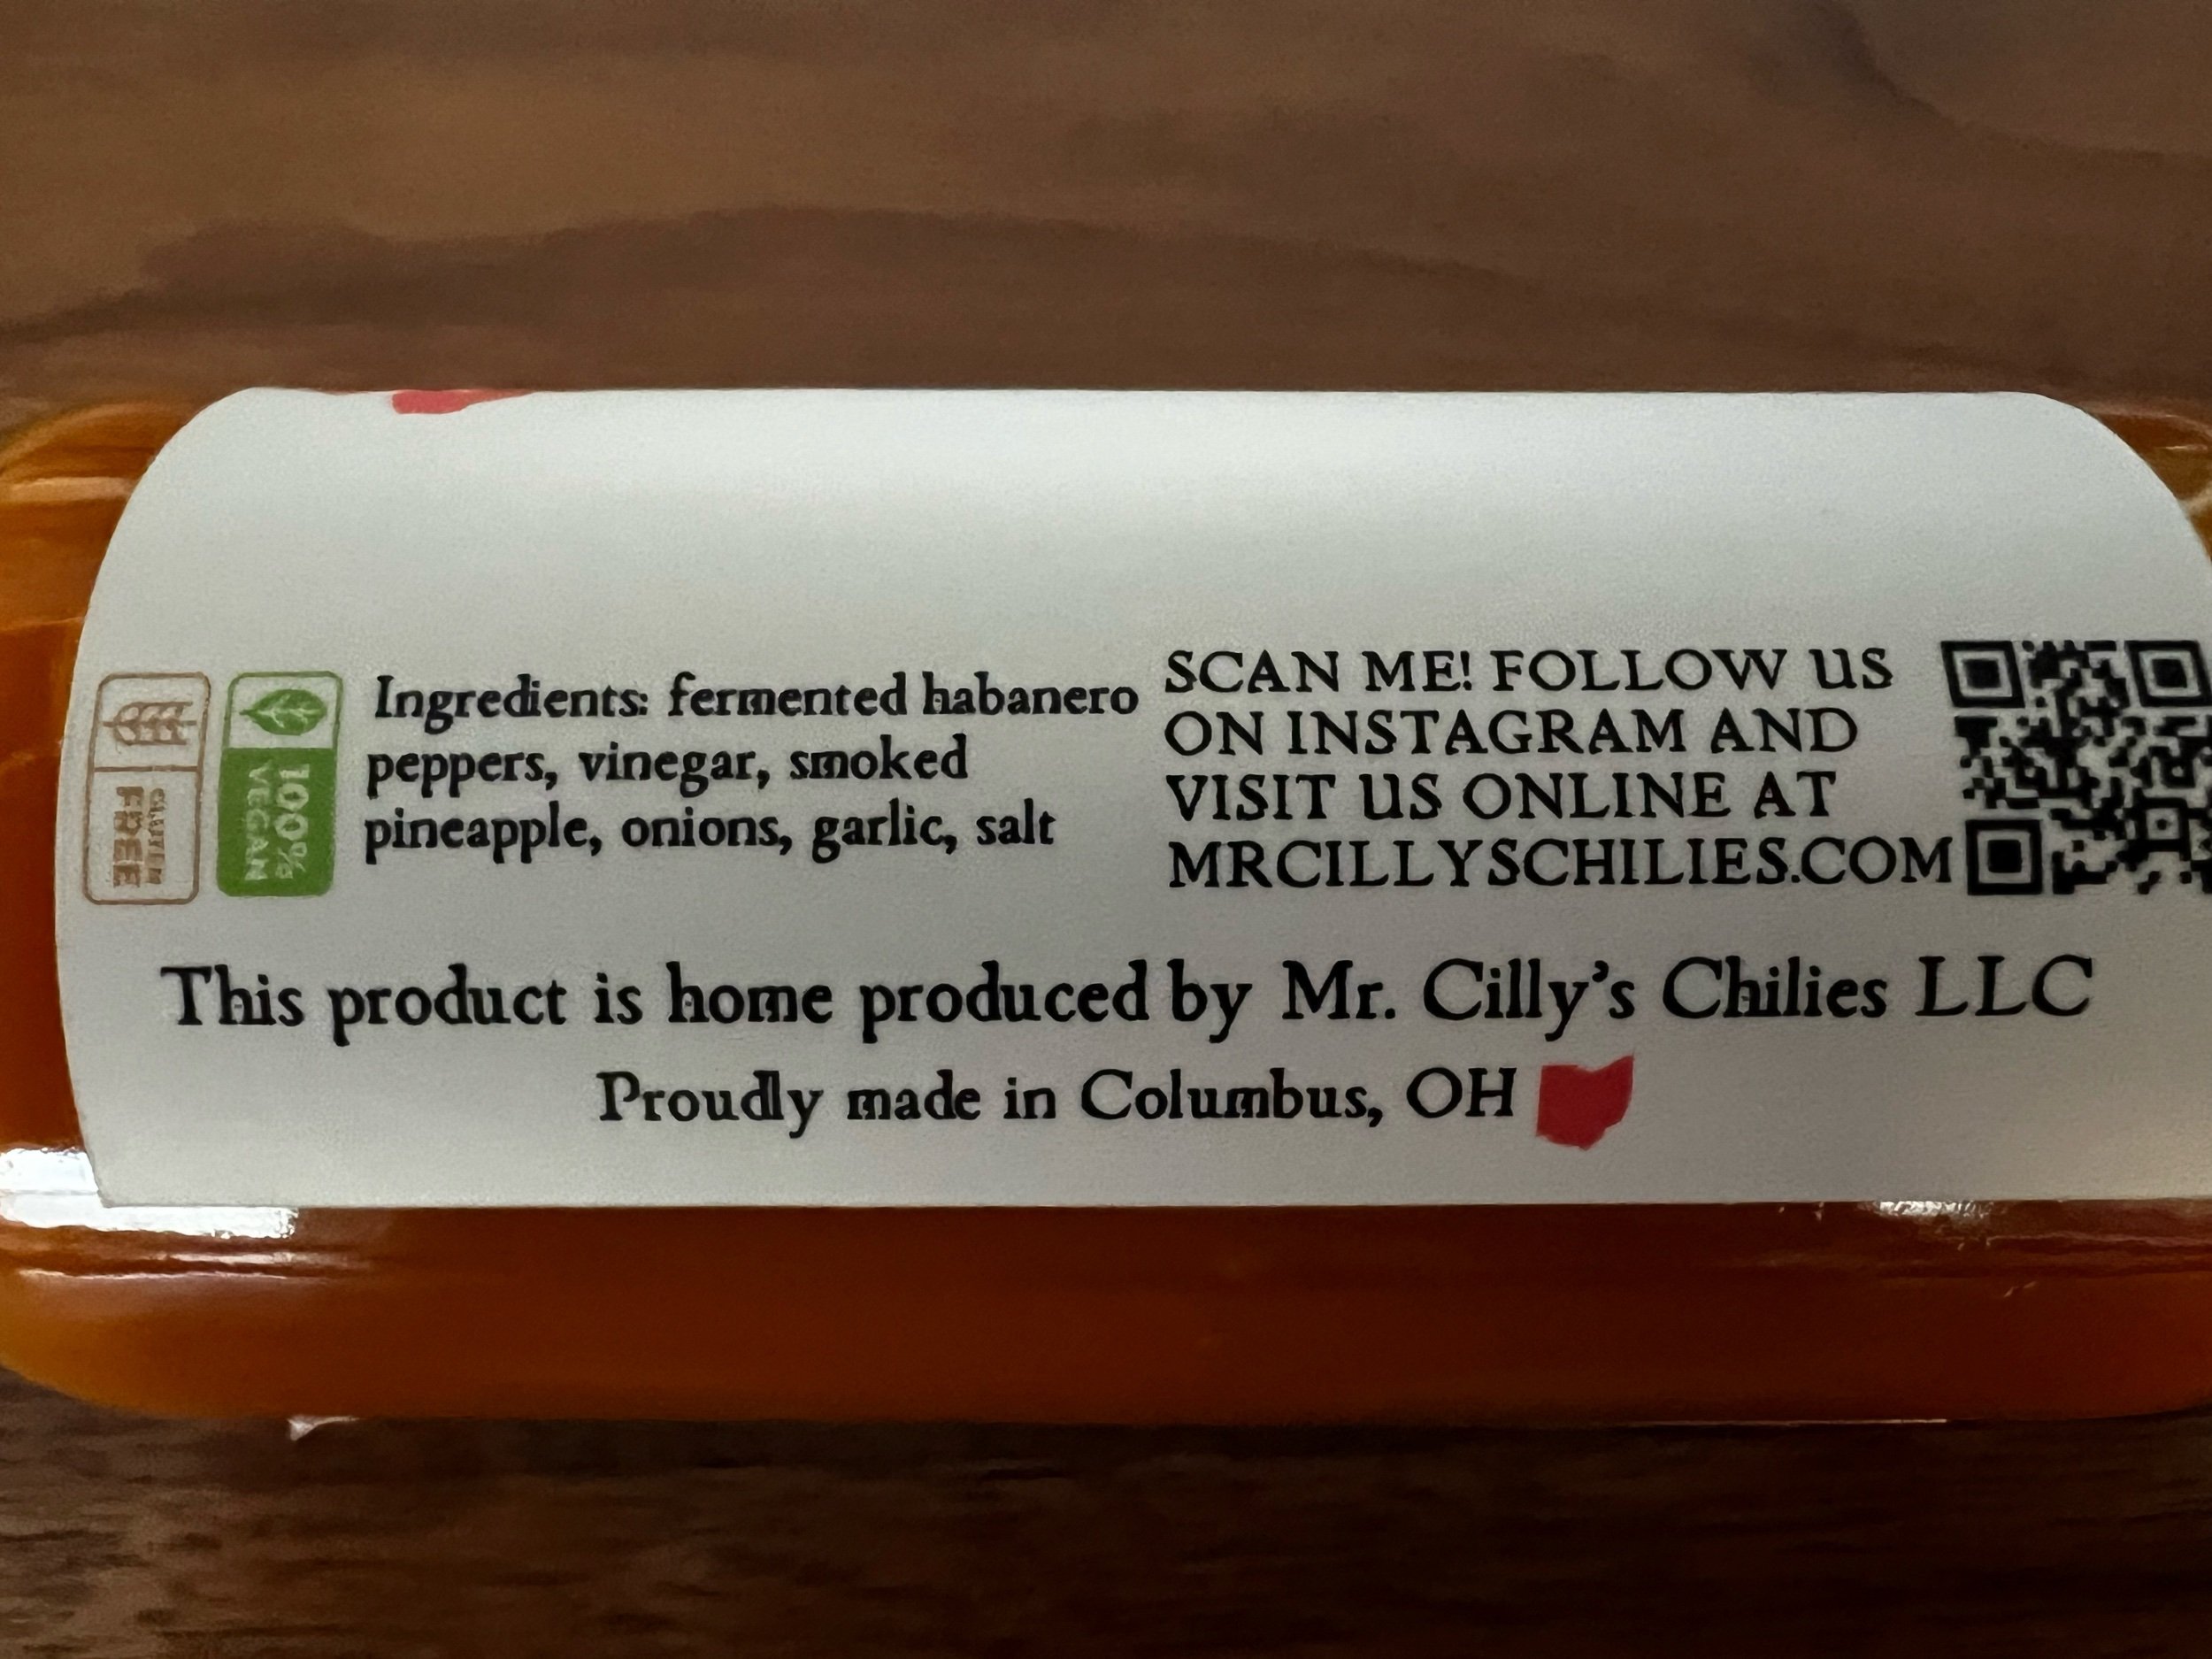 GLUTEN
FREE
100%
VEGAN
Ingredients: fermented habanero
peppers, vinegar, smoked
pineapple, onions, garlic, salt
SCAN ME! FOLLOW US
ON INSTAGRAM AND
VISIT US ONLINE AT
MRCILLYSCHILIES.COM
This product is home produced by Mr. Cilly's Chilies LLC
Proudly made in Columbus, OH